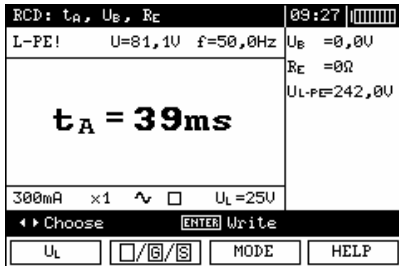 RCD: tA, UB, RE 09:27
L-PE! U=81,1V f=50,0Hz
UB =0,0V
RE =0Ω
UL-PE=242,0V
tA = 39ms
300mA ×1 ∿ □ UL=25V
Choose ENTER Write
UL □/G/S MODE HELP